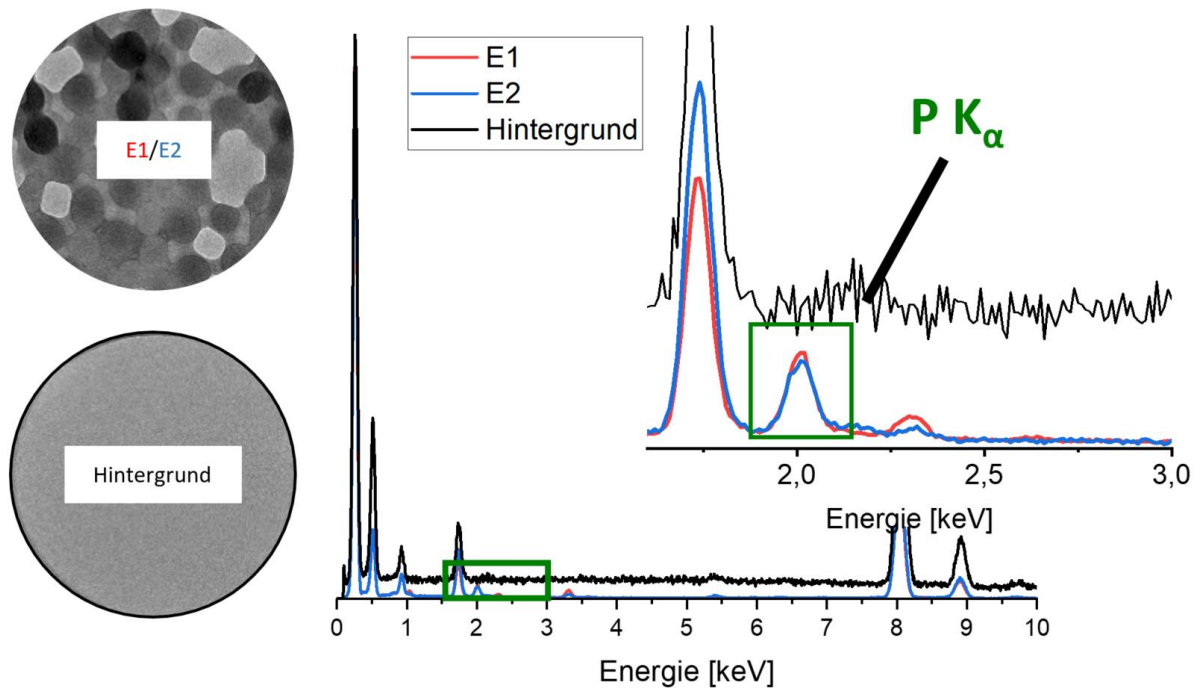 E1/E2
Hintergrund
E1
E2
Hintergrund
P Kα
2,0 2,5 3,0
Energie [keV]
0 1 2 3 4 5 6 7 8 9 10
Energie [keV]